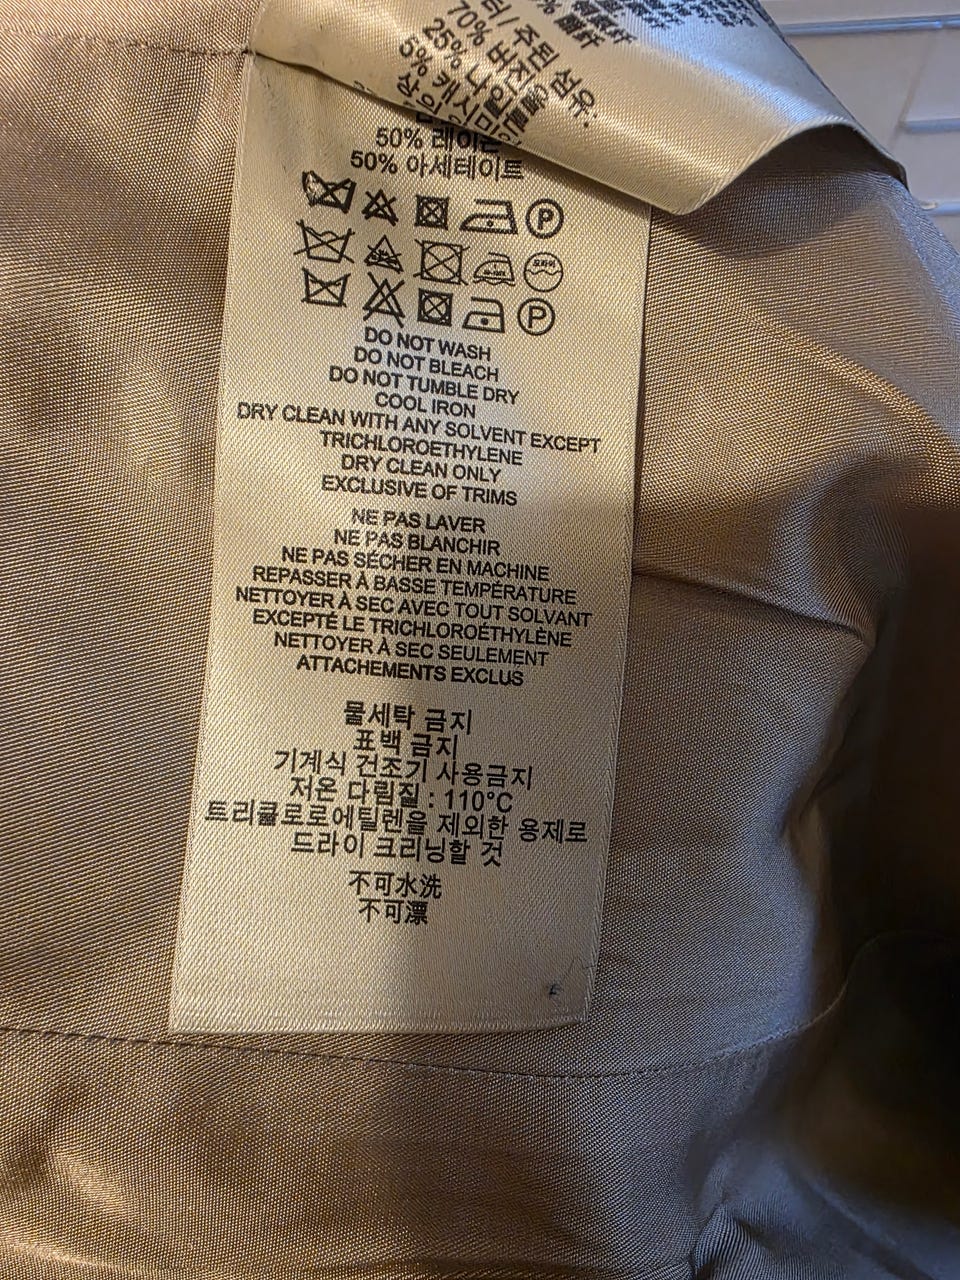 70% 버진울
25% 나일론
5% 캐시미어
50% 레이온
50% 아세테이트
P
드라이
P
DO NOT WASH
DO NOT BLEACH
DO NOT TUMBLE DRY
COOL IRON
DRY CLEAN WITH ANY SOLVENT EXCEPT
TRICHLOROETHYLENE
DRY CLEAN ONLY
EXCLUSIVE OF TRIMS
NE PAS LAVER
NE PAS BLANCHIR
NE PAS SÉCHER EN MACHINE
REPASSER À BASSE TEMPÉRATURE
NETTOYER À SEC AVEC TOUT SOLVANT
EXCEPTÉ LE TRICHLOROÉTHYLÈNE
NETTOYER À SEC SEULEMENT
ATTACHEMENTS EXCLUS
물세탁 금지
표백 금지
기계식 건조기 사용금지
저온 다림질 : 110°C
트리클로로에틸렌을 제외한 용제로
드라이 크리닝할 것
不可水洗
不可漂